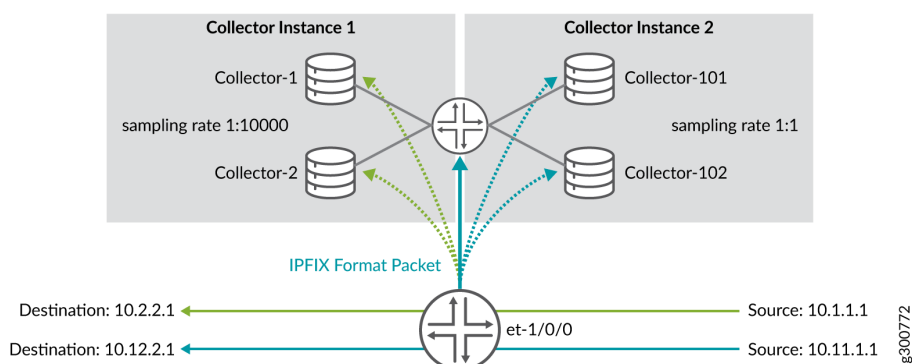 Collector Instance 1
Collector Instance 2
Collector-1
Collector-101
sampling rate 1:10000
sampling rate 1:1
Collector-2
Collector-102
IPFIX Format Packet
Destination: 10.2.2.1
Source: 10.1.1.1
et-1/0/0
Destination: 10.12.2.1
Source: 10.11.1.1
g300772